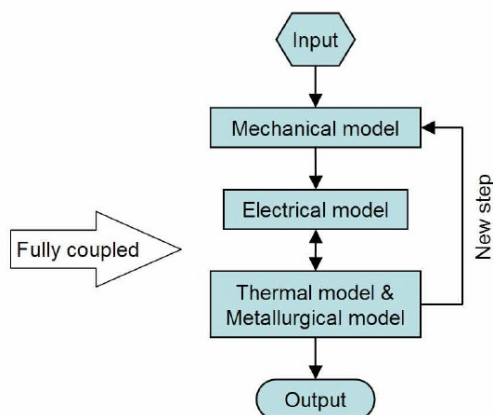 Input
Mechanical model
Electrical model
Fully coupled
New step
Thermal model &
Metallurgical model
Output